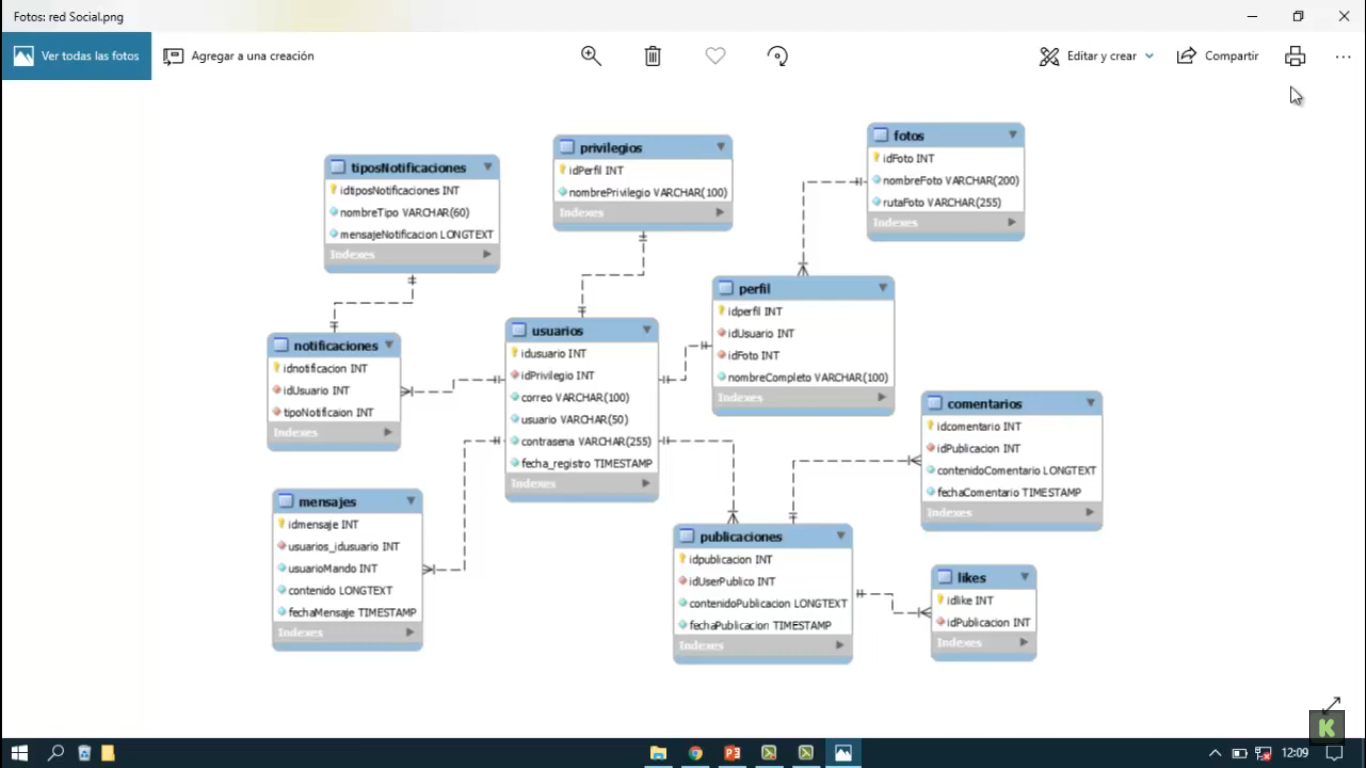 Fotos: red Social.png
Ver todas las fotos
Agregar a una creación
Editar y crear
Compartir
tiposNotificaciones
idtiposNotificaciones INT
nombreTipo VARCHAR(60)
mensajeNotificacion LONGTEXT
Indexes
privilegios
idPerfil INT
nombrePrivilegio VARCHAR(100)
Indexes
fotos
idFoto INT
nombreFoto VARCHAR(200)
rutaFoto VARCHAR(255)
Indexes
notificaciones
idnotificacion INT
idUsuario INT
tipoNotificaion INT
Indexes
usuarios
idusuario INT
idPrivilegio INT
correo VARCHAR(100)
usuario VARCHAR(50)
contrasena VARCHAR(255)
fecha_registro TIMESTAMP
Indexes
perfil
idperfil INT
idUsuario INT
idFoto INT
nombreCompleto VARCHAR(100)
Indexes
comentarios
idcomentario INT
idPublicacion INT
contenidoComentario LONGTEXT
fechaComentario TIMESTAMP
Indexes
mensajes
idmensaje INT
usuarios_idusuario INT
usuarioMando INT
contenido LONGTEXT
fechaMensaje TIMESTAMP
Indexes
publicaciones
idpublicacion INT
idUserPublico INT
contenidoPublicacion LONGTEXT
fechaPublicacion TIMESTAMP
Indexes
likes
idlike INT
idPublicacion INT
Indexes
K
12:09